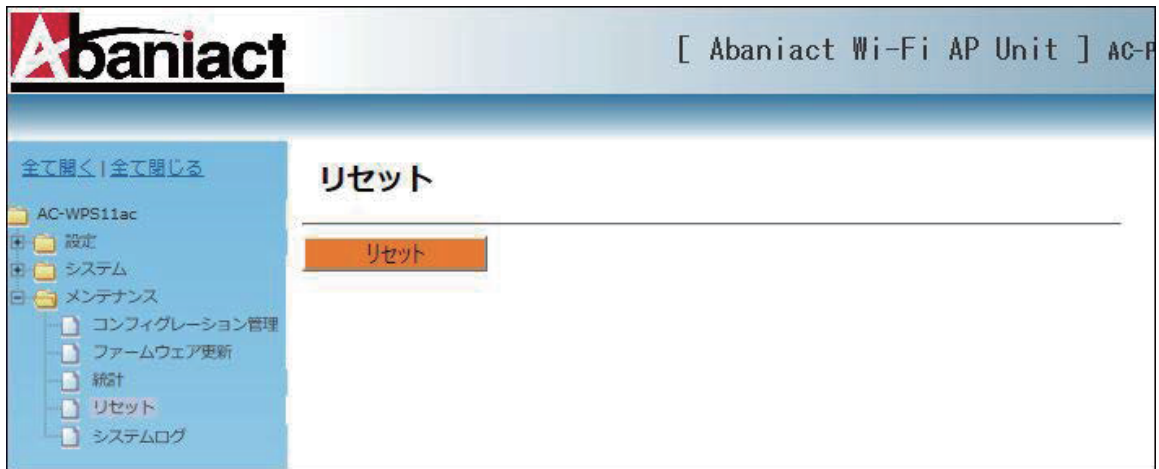 Abaniact
[ Abaniact Wi-Fi AP Unit ] AC-P
全て開く | 全て閉じる
AC-WPS11ac
設定
システム
メンテナンス
コンフィグレーション管理
ファームウェア更新
統計
リセット
システムログ
リセット
リセット